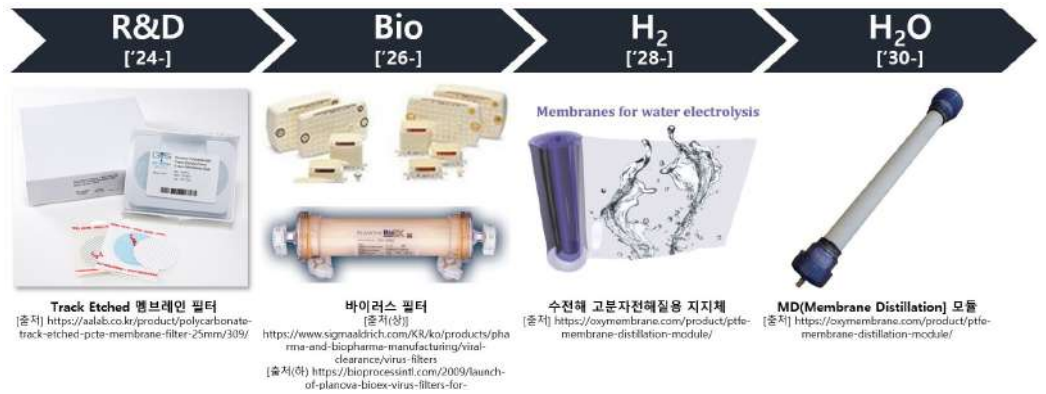 R&D
['24-]
Bio
['26-]
H₂
['28-]
H₂O
['30-]
Membranes for water electrolysis
Track Etched 멤브레인 필터
[출처] https://aalab.co.kr/product/polycarbonate-
track-etched-pcte-membrane-filter-25mm/309/
바이러스 필터
[출처(상)]
https://www.sigmaaldrich.com/KR/ko/products/pha
rma-and-biopharma-manufacturing/viral-
clearance/virus-filters
[출처(하) https://bioprocessintl.com/2009/launch-
of-planova-bioex-virus-filters-for-
수전해 고분자전해질용 지지체
[출처] https://oxymembrane.com/product/ptfe-
membrane-distillation-module/
MD(Membrane Distillation] 모듈
[출처] https://oxymembrane.com/product/ptfe-
membrane-distillation-module/